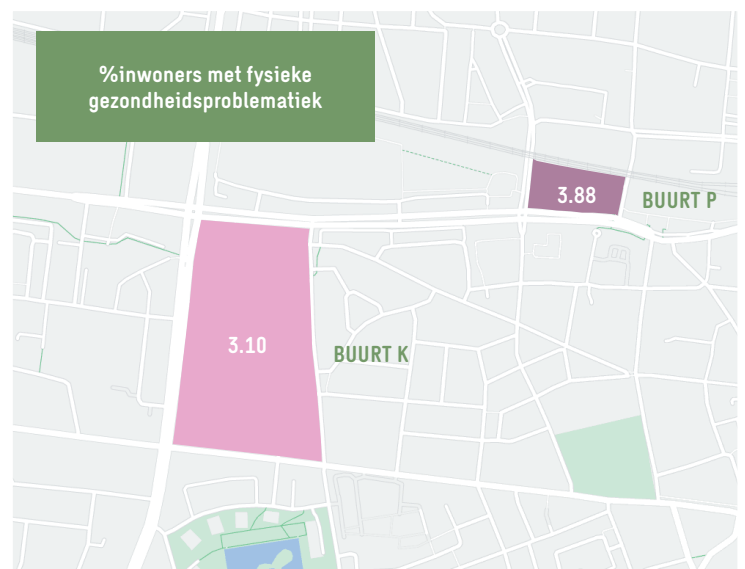 %inwoners met fysieke
gezondheidsproblematiek
3.88
BUURT P
3.10
BUURT K